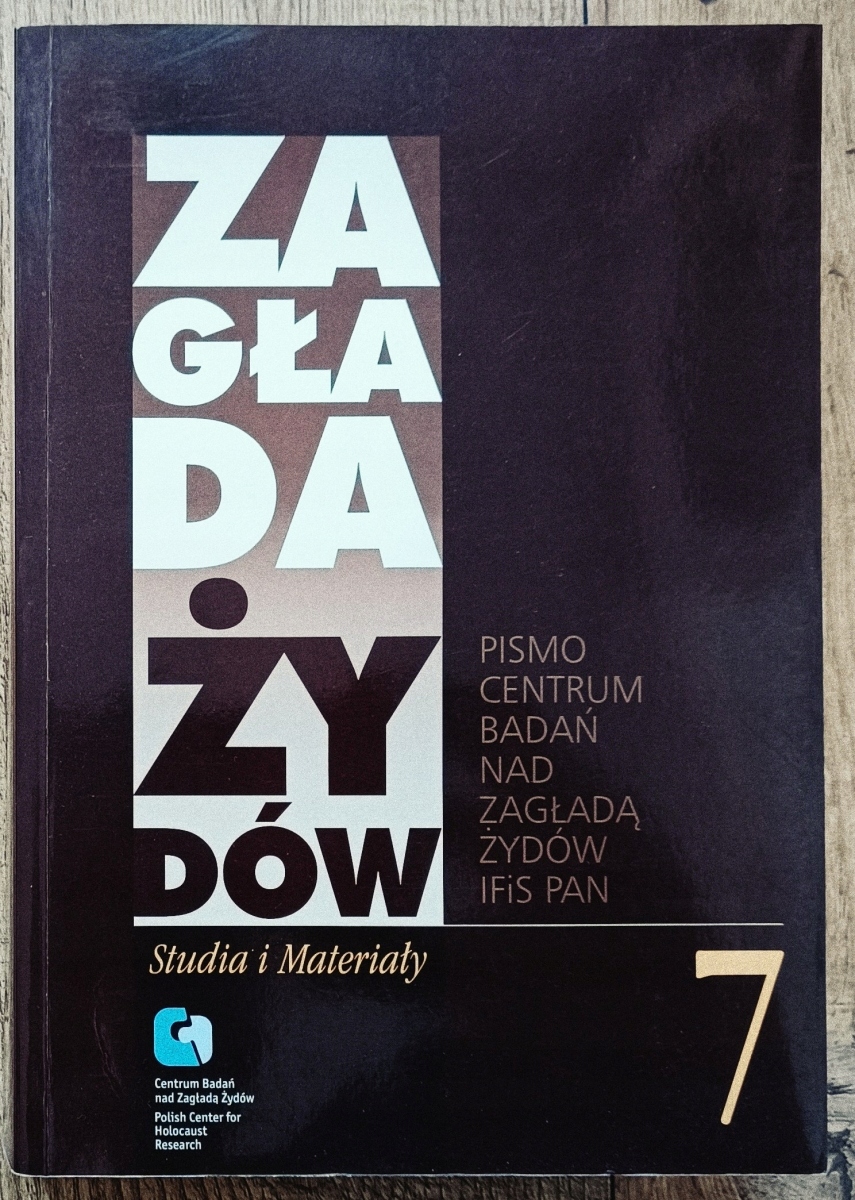 ZA
GŁA
DA
ŻY
DÓW
PISMO
CENTRUM
BADAŃ
NAD
ZAGŁADĄ
ŻYDÓW
IFiS PAN
Studia i Materiały
7
Centrum Badań
nad Zagładą Żydów
Polish Center for
Holocaust
Research